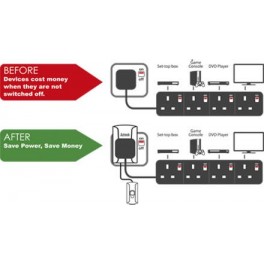 BEFORE
Devices cost money
when they are not
switched off.
Set-top Box
Game
Console
DVD Player
AFTER
Save Power, Save Money
Set-top Box
Game
Console
DVD Player